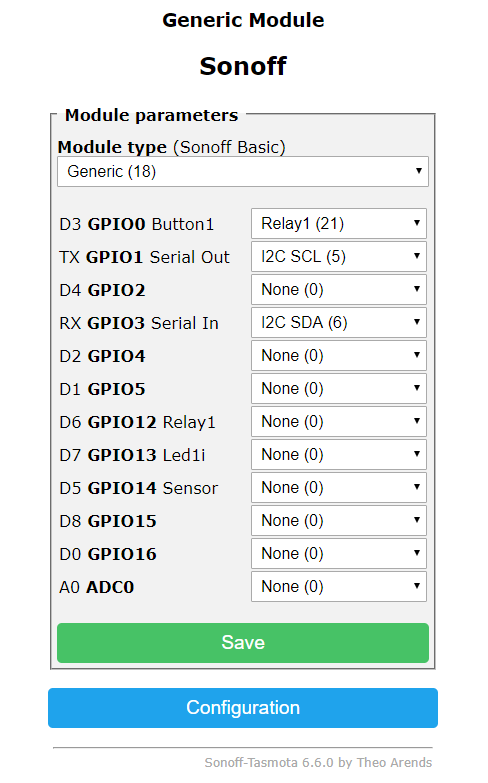 Generic Module
Sonoff
Module parameters
Module type (Sonoff Basic)
Generic (18)
D3 GPIO0 Button1 Relay1 (21)
TX GPIO1 Serial Out I2C SCL (5)
D4 GPIO2 None (0)
RX GPIO3 Serial In I2C SDA (6)
D2 GPIO4 None (0)
D1 GPIO5 None (0)
D6 GPIO12 Relay1 None (0)
D7 GPIO13 Led1i None (0)
D5 GPIO14 Sensor None (0)
D8 GPIO15 None (0)
D0 GPIO16 None (0)
A0 ADC0 None (0)
Save
Configuration
Sonoff-Tasmota 6.6.0 by Theo Arends